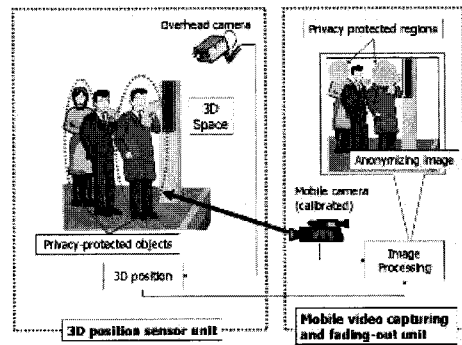 Overhead camera
3D
Space
Privacy-protected objects
3D position
3D position sensor unit
Privacy protected regions
Anonymizing image
Mobile camera
(calibrated)
Image
Processing
Mobile video capturing
and fading-out unit